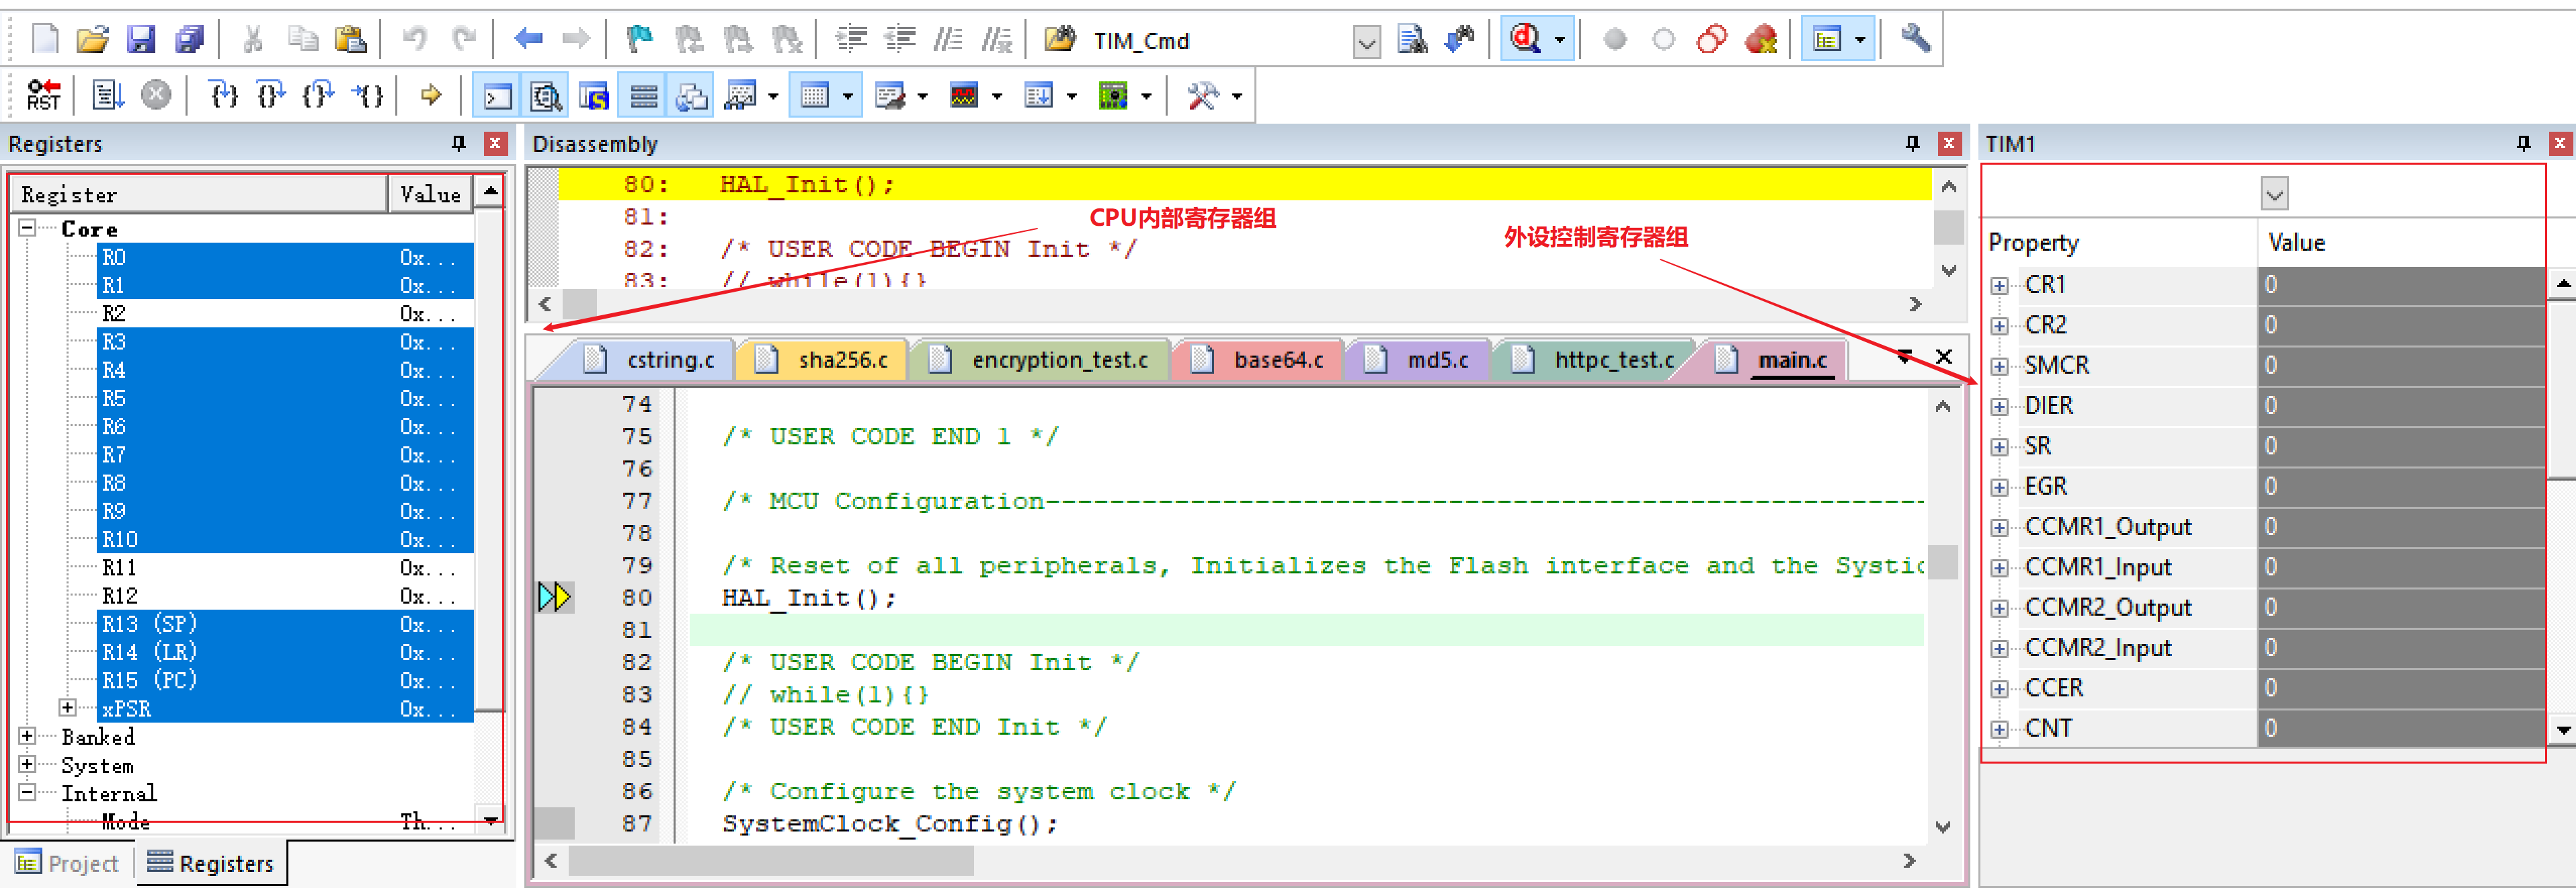 TIM_Cmd
RST
Registers
Register Value
Core
R0 0x...
R1 0x...
R2 0x...
R3 0x...
R4 0x...
R5 0x...
R6 0x...
R7 0x...
R8 0x...
R9 0x...
R10 0x...
R11 0x...
R12 0x...
R13 (SP) 0x...
R14 (LR) 0x...
R15 (PC) 0x...
xPSR 0x...
Banked
System
Internal
Mode Th...
Project Registers
Disassembly
80: HAL_Init();
81:
82: /* USER CODE BEGIN Init */
83: // while(1){}
CPU内部寄存器组
外设控制寄存器组
cstring.c sha256.c encryption_test.c base64.c md5.c httpc_test.c main.c
74
75 /* USER CODE END 1 */
76
77 /* MCU Configuration-------------------------------------------------------
78
79 /* Reset of all peripherals, Initializes the Flash interface and the Systic
80 HAL_Init();
81
82 /* USER CODE BEGIN Init */
83 // while(1){}
84 /* USER CODE END Init */
85
86 /* Configure the system clock */
87 SystemClock_Config();
TIM1
Property Value
CR1 0
CR2 0
SMCR 0
DIER 0
SR 0
EGR 0
CCMR1_Output 0
CCMR1_Input 0
CCMR2_Output 0
CCMR2_Input 0
CCER 0
CNT 0